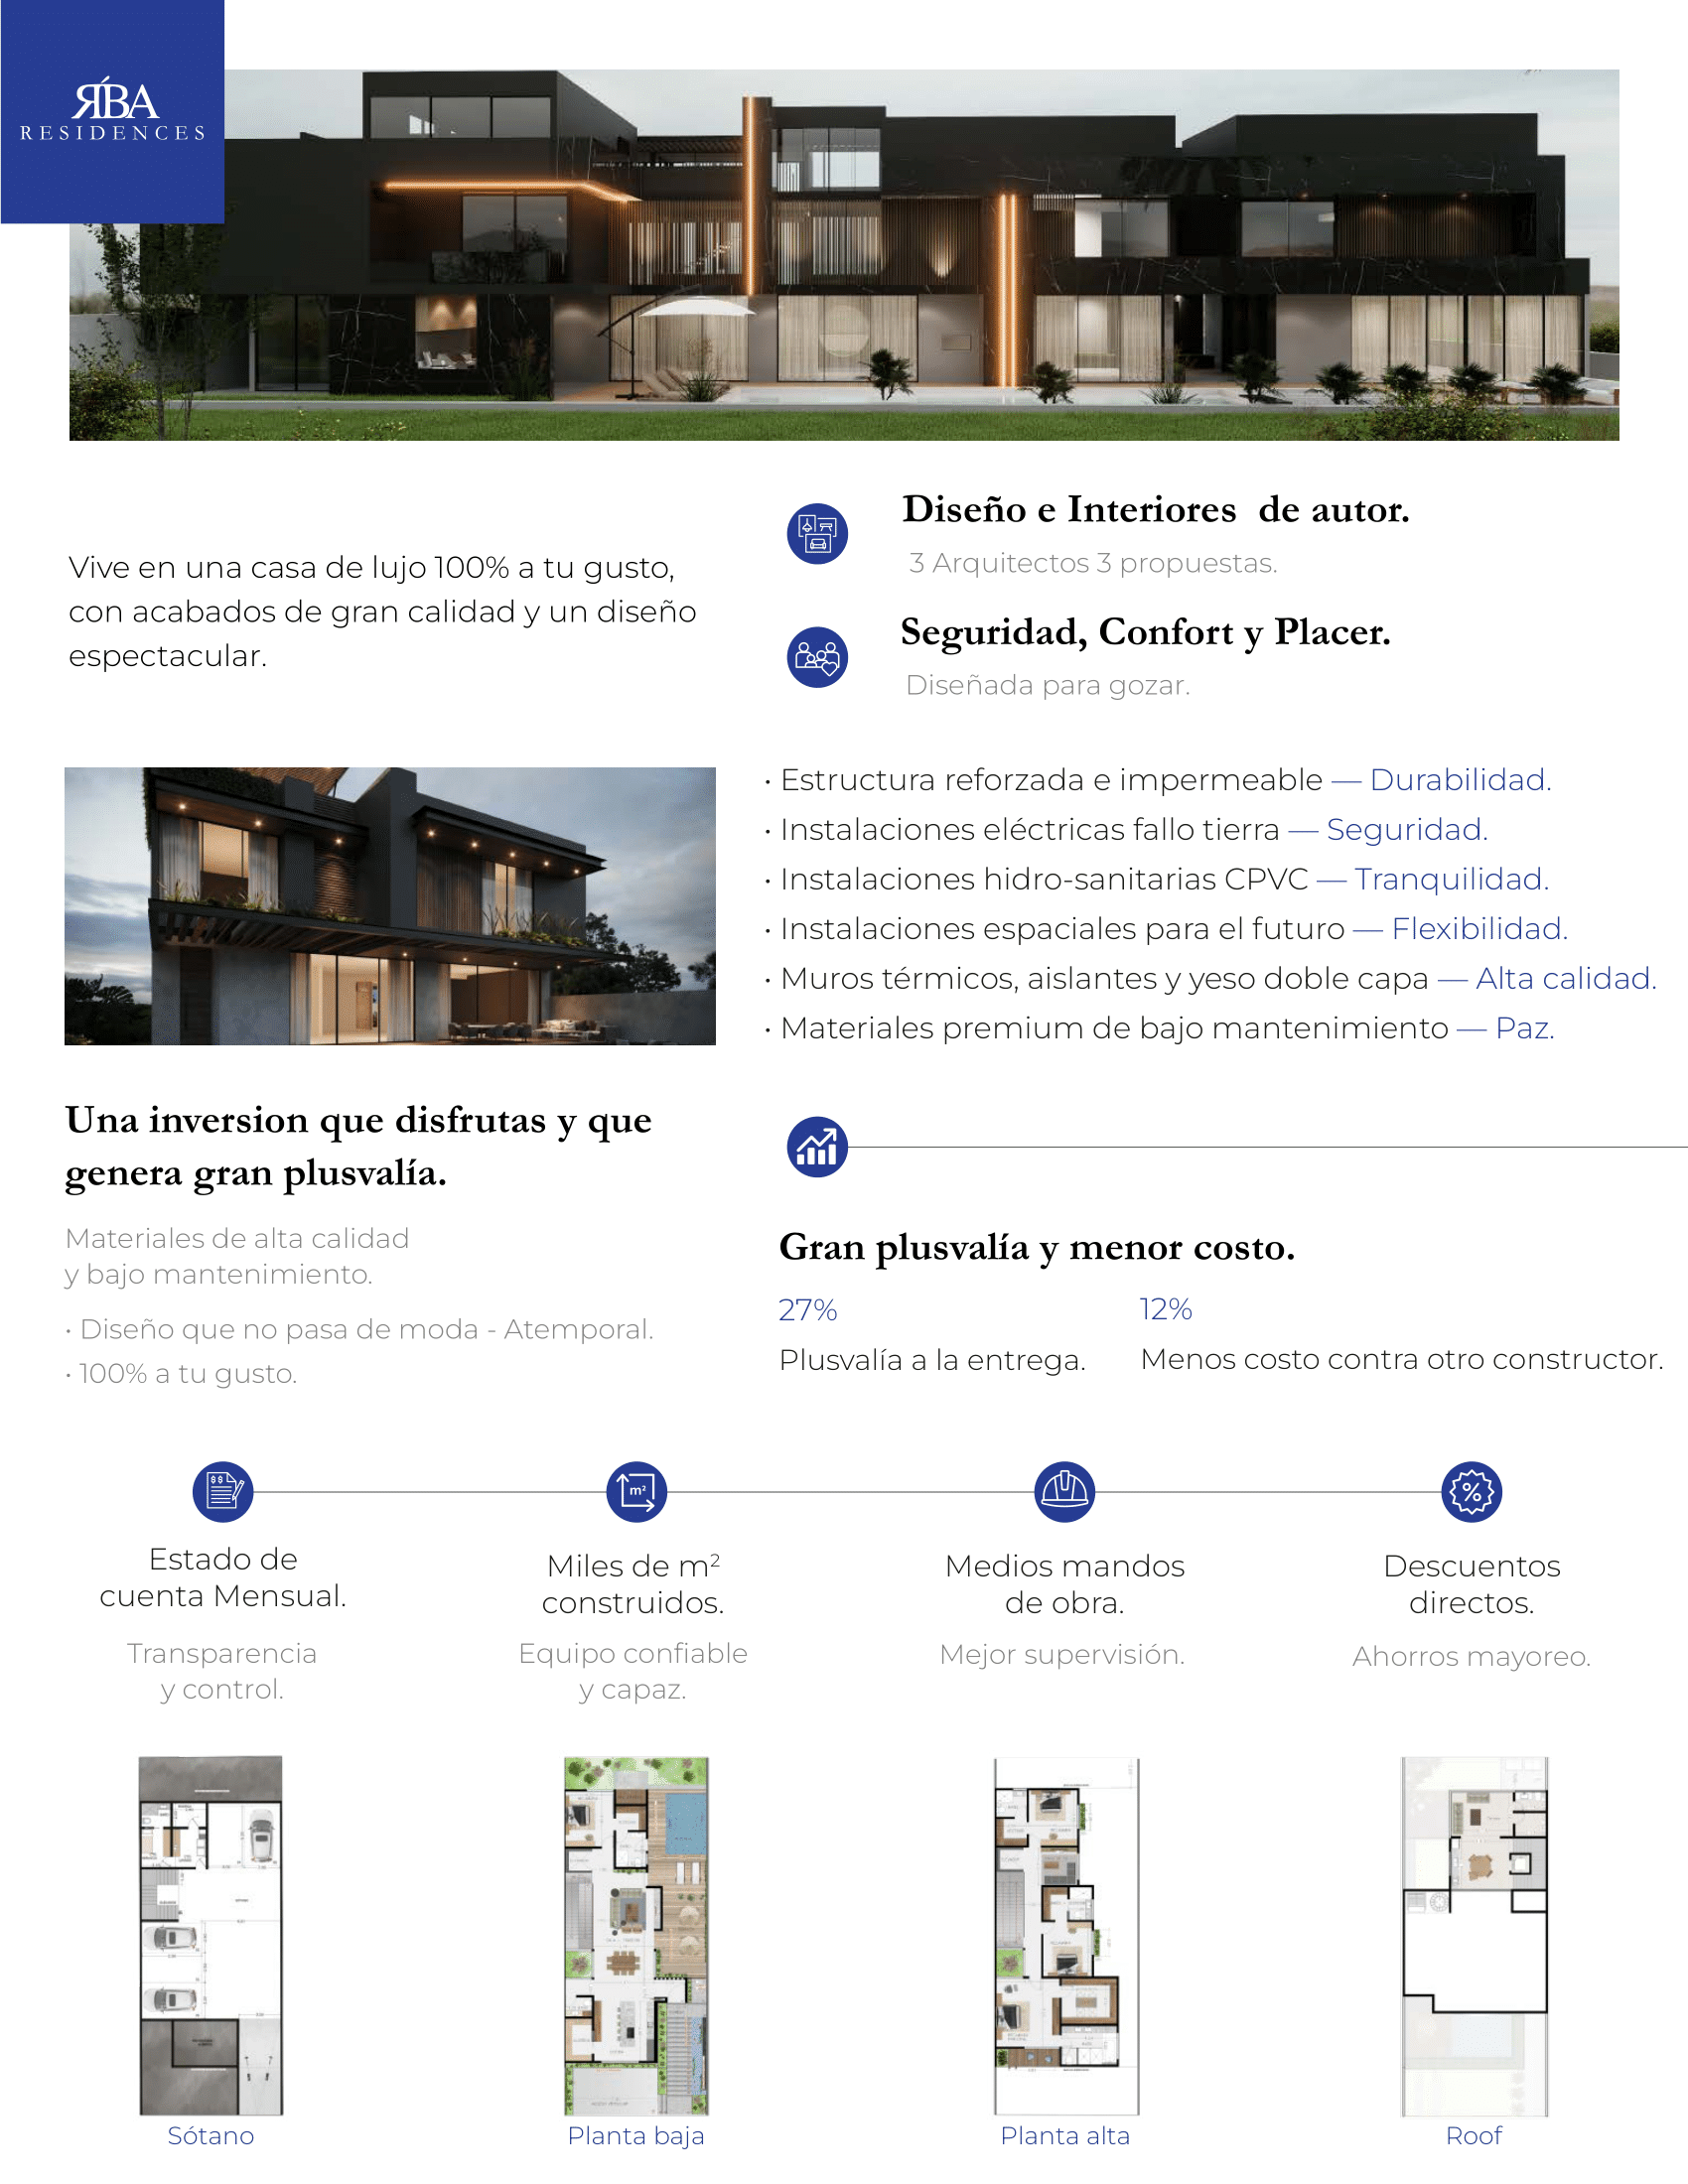 RBA
RESIDENCES
Vive en una casa de lujo 100% a tu gusto,
con acabados de gran calidad y un diseño
espectacular.
Diseño e Interiores de autor.
3 Arquitectos 3 propuestas.
Seguridad, Confort y Placer.
Diseñada para gozar.
· Estructura reforzada e impermeable — Durabilidad.
· Instalaciones eléctricas fallo tierra — Seguridad.
· Instalaciones hidro-sanitarias CPVC — Tranquilidad.
· Instalaciones espaciales para el futuro — Flexibilidad.
· Muros térmicos, aislantes y yeso doble capa — Alta calidad.
· Materiales premium de bajo mantenimiento — Paz.
Una inversion que disfrutas y que
genera gran plusvalía.
Materiales de alta calidad
y bajo mantenimiento.
· Diseño que no pasa de moda - Atemporal.
· 100% a tu gusto.
Gran plusvalía y menor costo.
27%
Plusvalía a la entrega.
12%
Menos costo contra otro constructor.
$$
Estado de
cuenta Mensual.
Transparencia
y control.
m²
Miles de m²
construidos.
Equipo confiable
y capaz.
Medios mandos
de obra.
Mejor supervisión.
%
Descuentos
directos.
Ahorros mayoreo.
Sótano
Planta baja
Planta alta
Roof